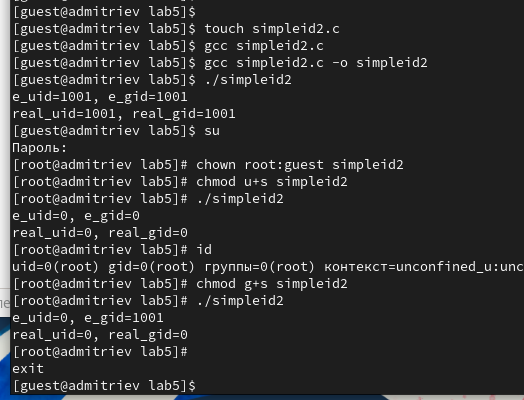 [guest@admitriev lab5]$
[guest@admitriev lab5]$ touch simpleid2.c
[guest@admitriev lab5]$ gcc simpleid2.c
[guest@admitriev lab5]$ gcc simpleid2.c -o simpleid2
[guest@admitriev lab5]$ ./simpleid2
e_uid=1001, e_gid=1001
real_uid=1001, real_gid=1001
[guest@admitriev lab5]$ su
Пароль:
[root@admitriev lab5]# chown root:guest simpleid2
[root@admitriev lab5]# chmod u+s simpleid2
[root@admitriev lab5]# ./simpleid2
e_uid=0, e_gid=0
real_uid=0, real_gid=0
[root@admitriev lab5]# id
uid=0(root) gid=0(root) группы=0(root) контекст=unconfined_u:unc
[root@admitriev lab5]# chmod g+s simpleid2
[root@admitriev lab5]# ./simpleid2
e_uid=0, e_gid=1001
real_uid=0, real_gid=0
[root@admitriev lab5]#
exit
[guest@admitriev lab5]$